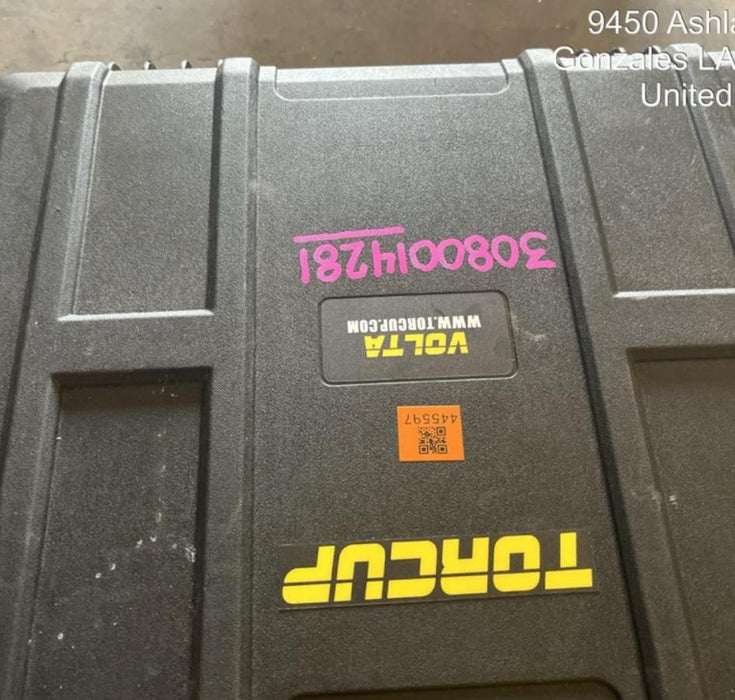 9450 Ashla
Gonzales LA
United
TORCUP
445597
VOLTA
WWW.TORCUP.COM
3080014281